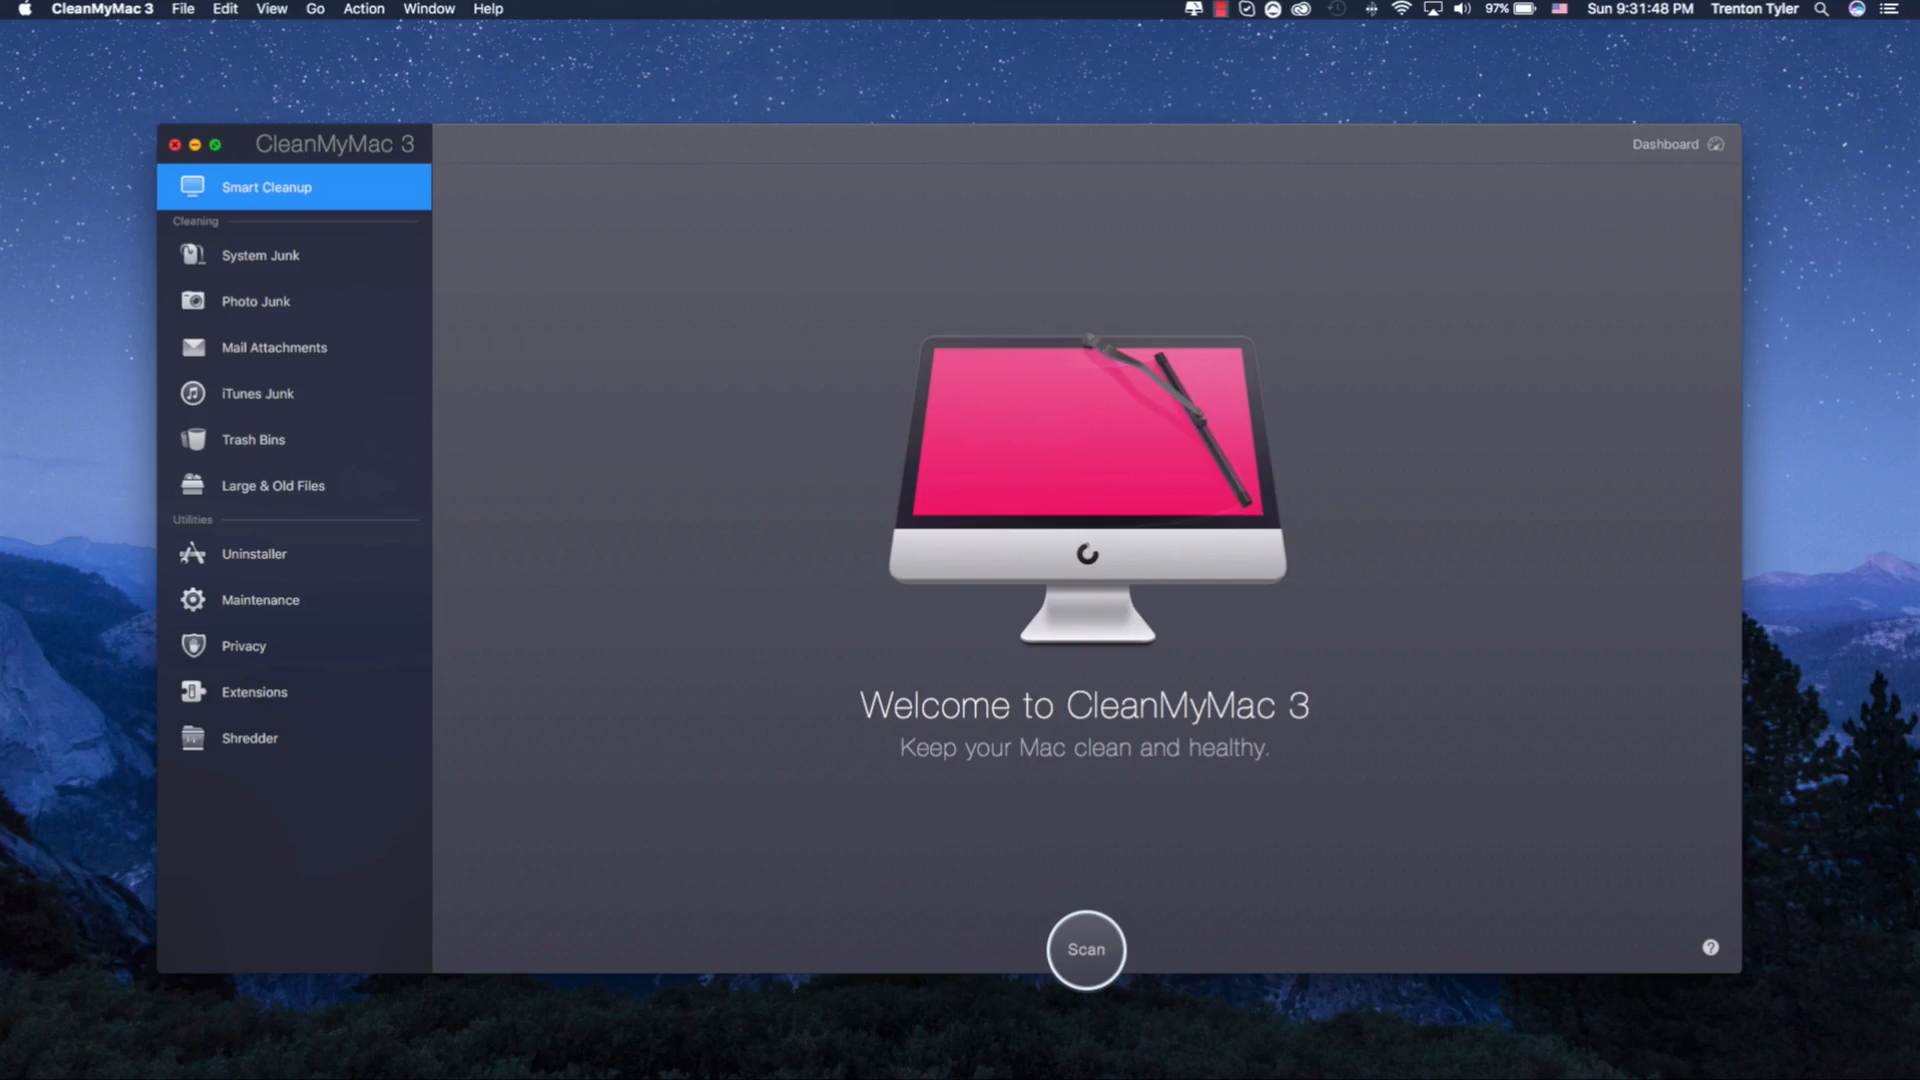 CleanMyMac 3 File Edit View Go Action Window Help 97% Sun 9:31:48 PM Trenton Tyler
CleanMyMac 3
Dashboard
Smart Cleanup
Cleaning
System Junk
Photo Junk
Mail Attachments
iTunes Junk
Trash Bins
Large & Old Files
Utilities
Uninstaller
Maintenance
Privacy
Extensions
Shredder
Welcome to CleanMyMac 3
Keep your Mac clean and healthy.
Scan
?